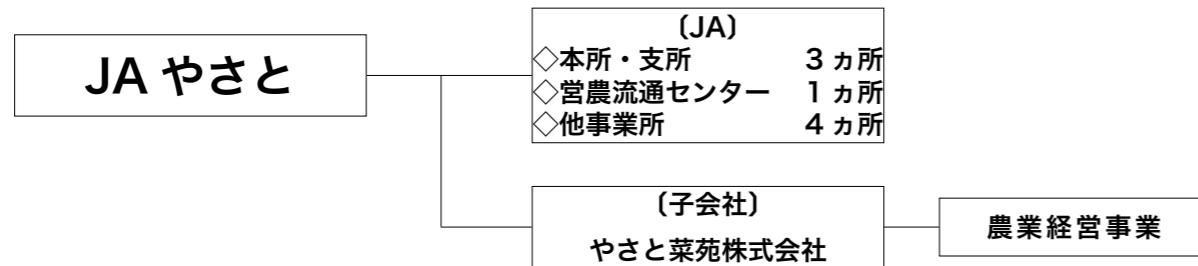 JA やさと
〔JA〕
◇本所・支所 3 ヵ所
◇営農流通センター 1 ヵ所
◇他事業所 4 ヵ所
〔子会社〕
やさと菜苑株式会社
農業経営事業